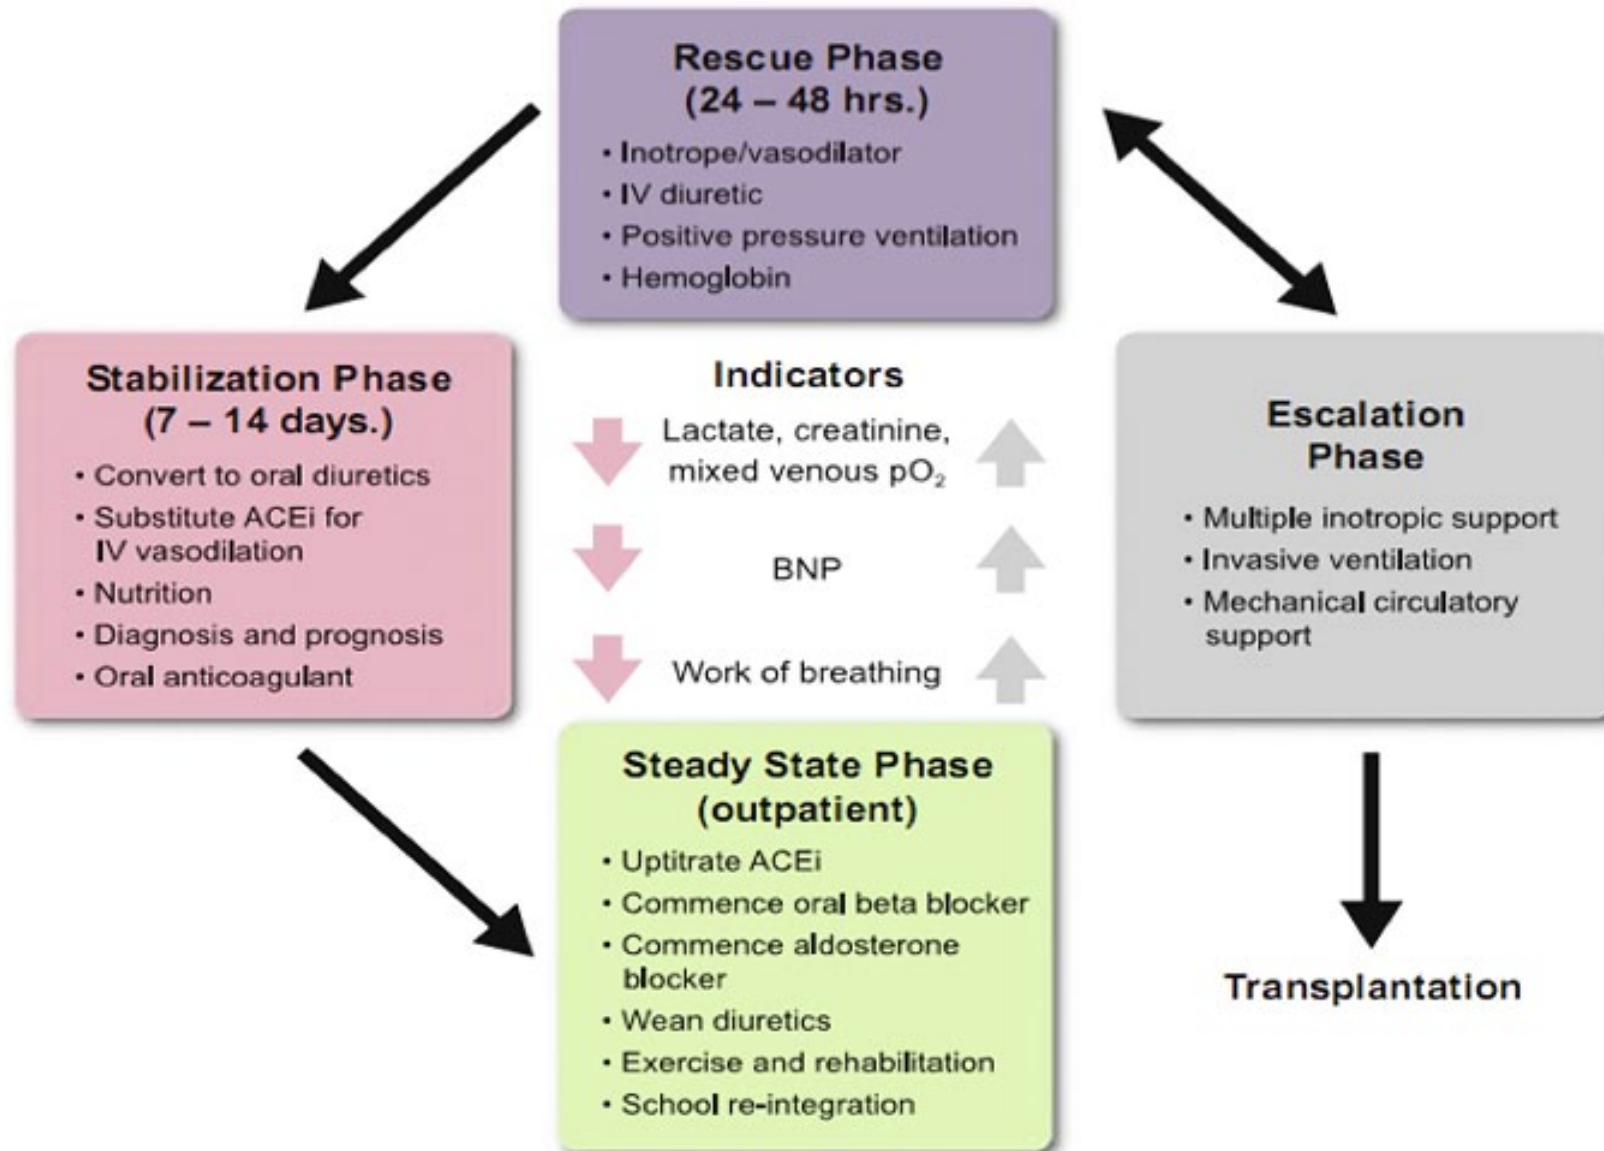 Rescue Phase
(24 – 48 hrs.)
• Inotrope/vasodilator
• IV diuretic
• Positive pressure ventilation
• Hemoglobin
Stabilization Phase
(7 – 14 days.)
• Convert to oral diuretics
• Substitute ACEi for
IV vasodilation
• Nutrition
• Diagnosis and prognosis
• Oral anticoagulant
Indicators
Lactate, creatinine,
mixed venous pO₂
BNP
Work of breathing
Escalation
Phase
• Multiple inotropic support
• Invasive ventilation
• Mechanical circulatory
support
Steady State Phase
(outpatient)
• Uptitrate ACEi
• Commence oral beta blocker
• Commence aldosterone
blocker
• Wean diuretics
• Exercise and rehabilitation
• School re-integration
Transplantation